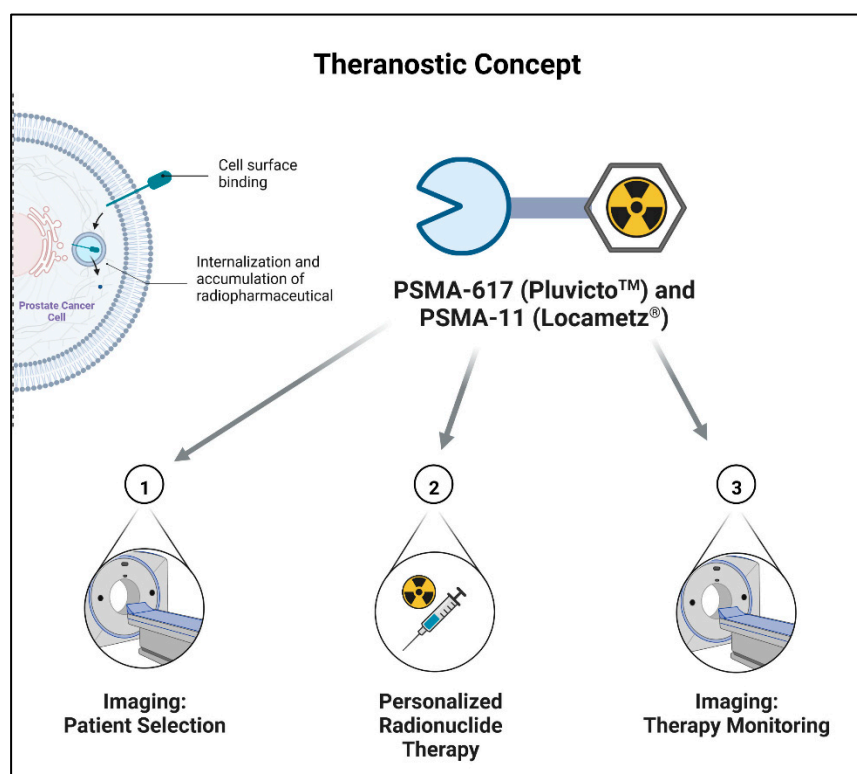 Theranostic Concept
Cell surface
binding
Internalization and
accumulation of
radiopharmaceutical
Prostate Cancer
Cell
PSMA-617 (Pluvicto™) and
PSMA-11 (Locametz®)
1
2
3
Imaging:
Patient Selection
Personalized
Radionuclide
Therapy
Imaging:
Therapy Monitoring